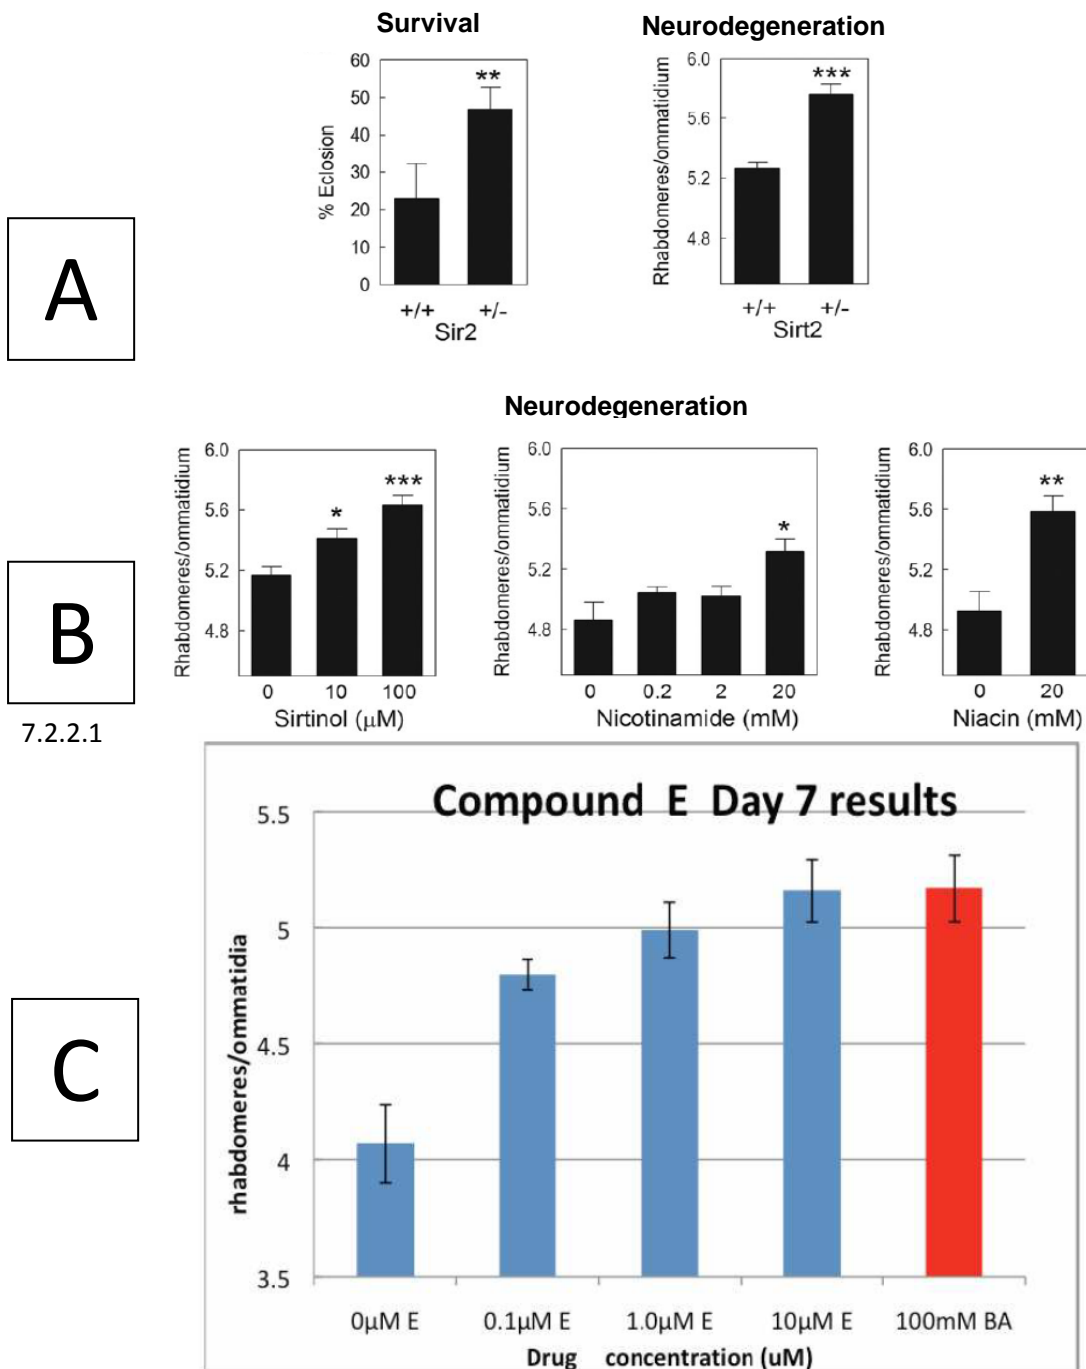 Survival
Neurodegeneration
% Eclosion
60
50
40
30
20
10
0
**
+/+ +/-
Sir2
Rhabdomeres/ommatidium
6.0
5.6
5.2
4.8
***
+/+ +/-
Sirt2
A
Neurodegeneration
Rhabdomeres/ommatidium
6.0
5.6
5.2
4.8
*
***
0 10 100
Sirtinol (μM)
Rhabdomeres/ommatidium
6.0
5.6
5.2
4.8
*
0 0.2 2 20
Nicotinamide (mM)
Rhabdomeres/ommatidium
6.0
5.6
5.2
4.8
**
0 20
Niacin (mM)
B
7.2.2.1
Compound E Day 7 results
rhabdomeres/ommatidia
5.5
5
4.5
4
3.5
0μM E 0.1μM E 1.0μM E 10μM E 100mM BA
Drug concentration (uM)
C